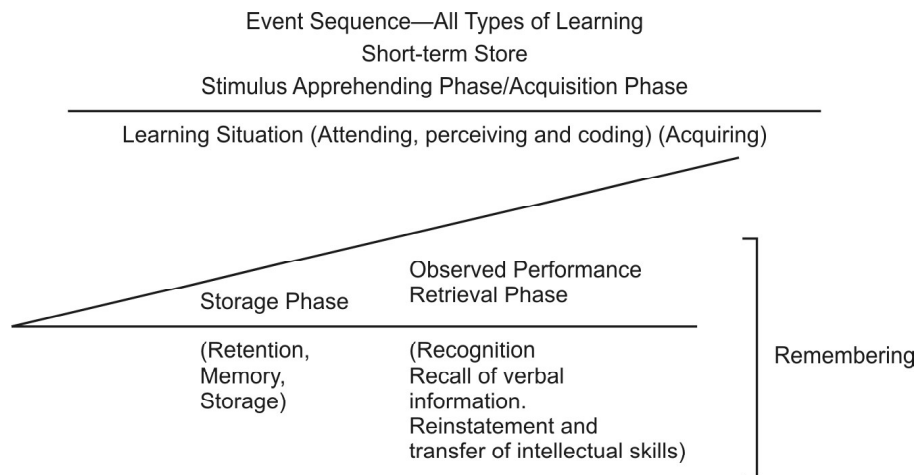 Event Sequence—All Types of Learning
Short-term Store
Stimulus Apprehending Phase/Acquisition Phase
Learning Situation (Attending, perceiving and coding) (Acquiring)
Storage Phase
(Retention,
Memory,
Storage)
Observed Performance
Retrieval Phase
(Recognition
Recall of verbal
information.
Reinstatement and
transfer of intellectual skills)
Remembering